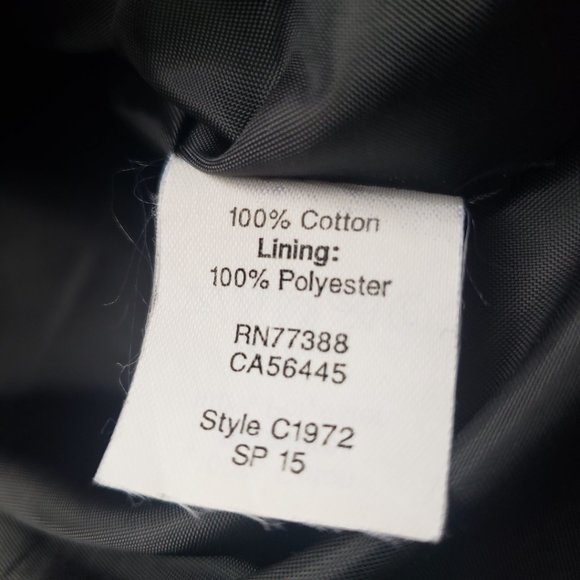 100% Cotton
Lining:
100% Polyester
RN77388
CA56445
Style C1972
SP 15